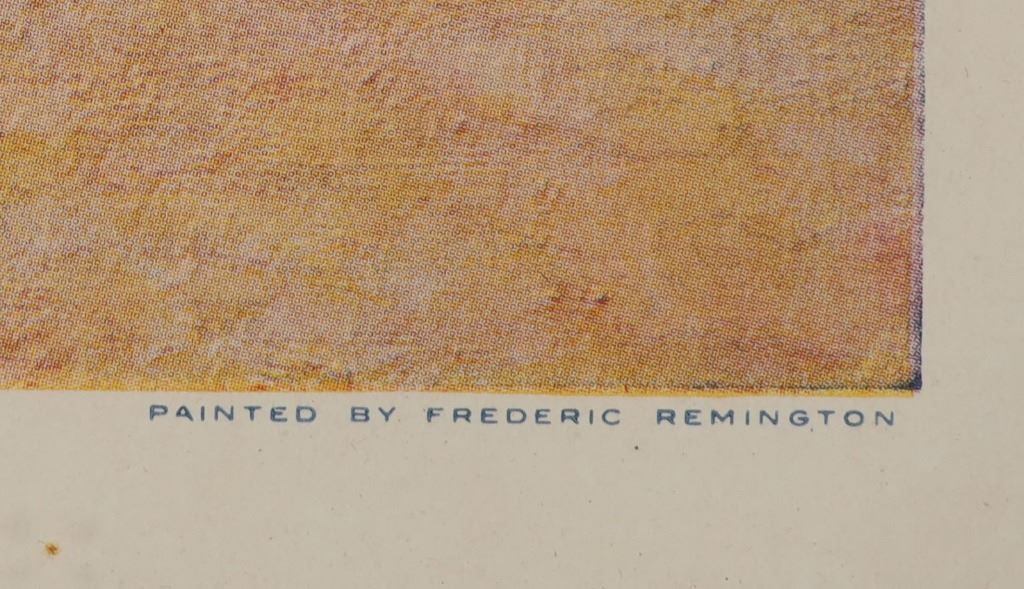 PAINTED BY FREDERIC REMINGTON